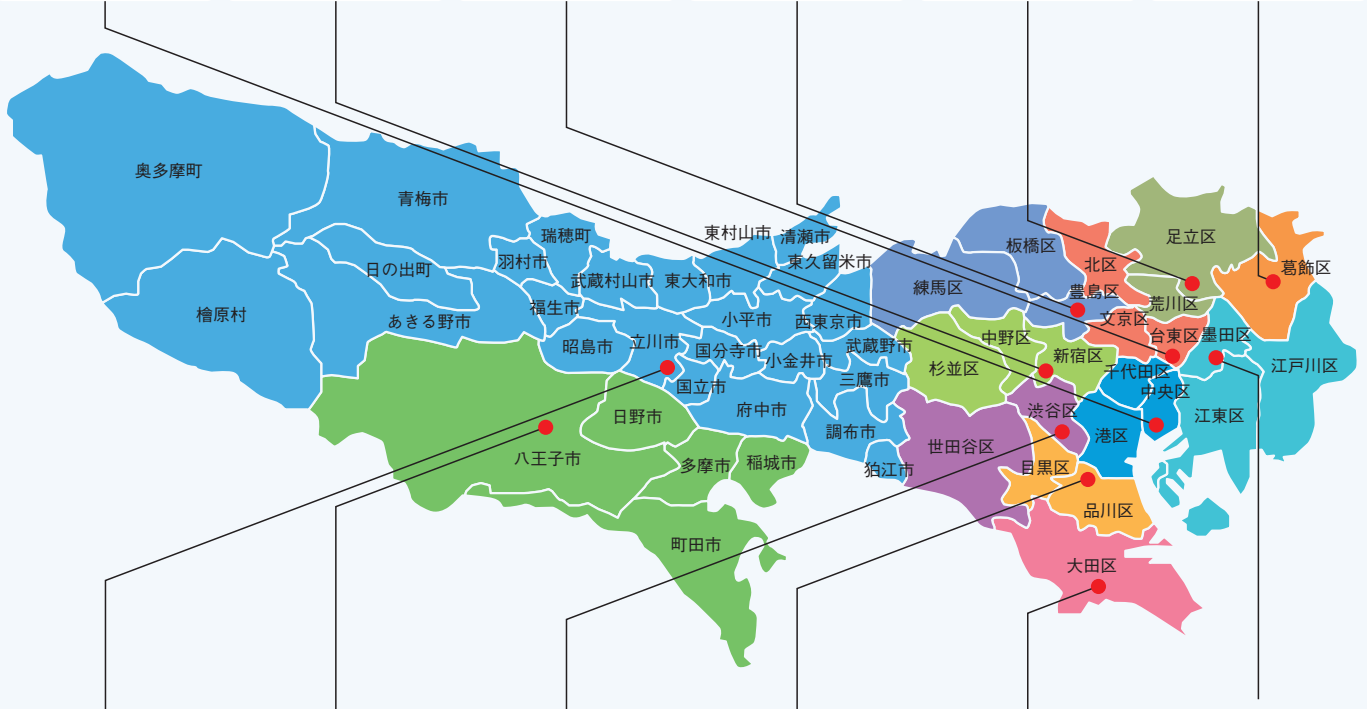 奥多摩町
青梅市
檜原村
日の出町
あきる野市
瑞穂町
羽村市
福生市
武蔵村山市
東大和市
東村山市
清瀬市
東久留米市
昭島市
立川市
国分寺市
小平市
西東京市
小金井市
武蔵野市
三鷹市
国立市
府中市
調布市
狛江市
日野市
八王子市
多摩市
稲城市
町田市
練馬区
板橋区
北区
足立区
葛飾区
豊島区
荒川区
文京区
台東区
墨田区
江戸川区
中野区
杉並区
新宿区
千代田区
中央区
江東区
渋谷区
港区
世田谷区
目黒区
品川区
大田区